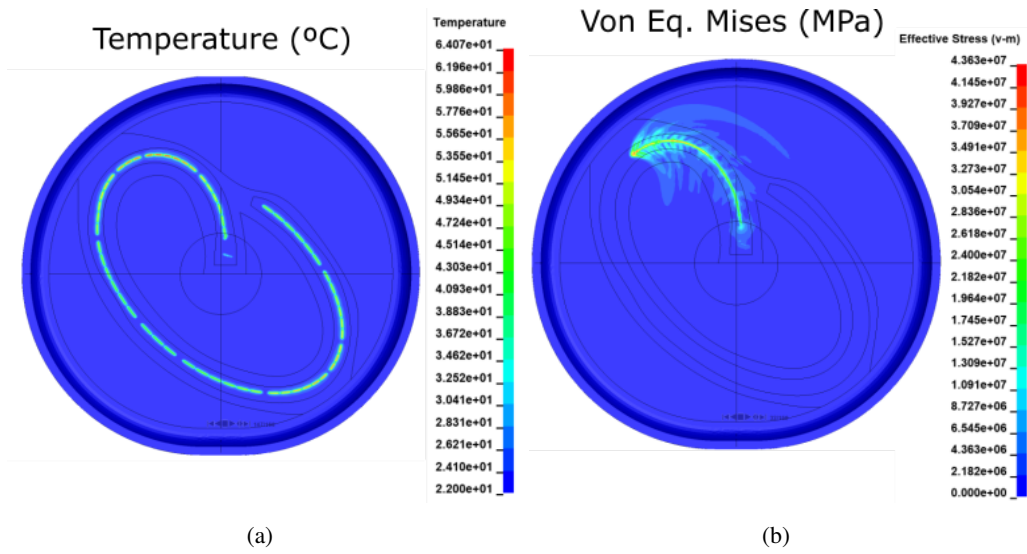 Temperature (ºC)
Temperature
6.407e+01
6.196e+01
5.986e+01
5.776e+01
5.565e+01
5.355e+01
5.145e+01
4.934e+01
4.724e+01
4.514e+01
4.303e+01
4.093e+01
3.883e+01
3.672e+01
3.462e+01
3.252e+01
3.041e+01
2.831e+01
2.621e+01
2.410e+01
2.200e+01
(a)
Von Eq. Mises (MPa)
Effective Stress (v-m)
4.363e+07
4.145e+07
3.927e+07
3.709e+07
3.491e+07
3.273e+07
3.054e+07
2.836e+07
2.618e+07
2.400e+07
2.182e+07
1.964e+07
1.745e+07
1.527e+07
1.309e+07
1.091e+07
8.727e+06
6.545e+06
4.363e+06
2.182e+06
0.000e+00
(b)